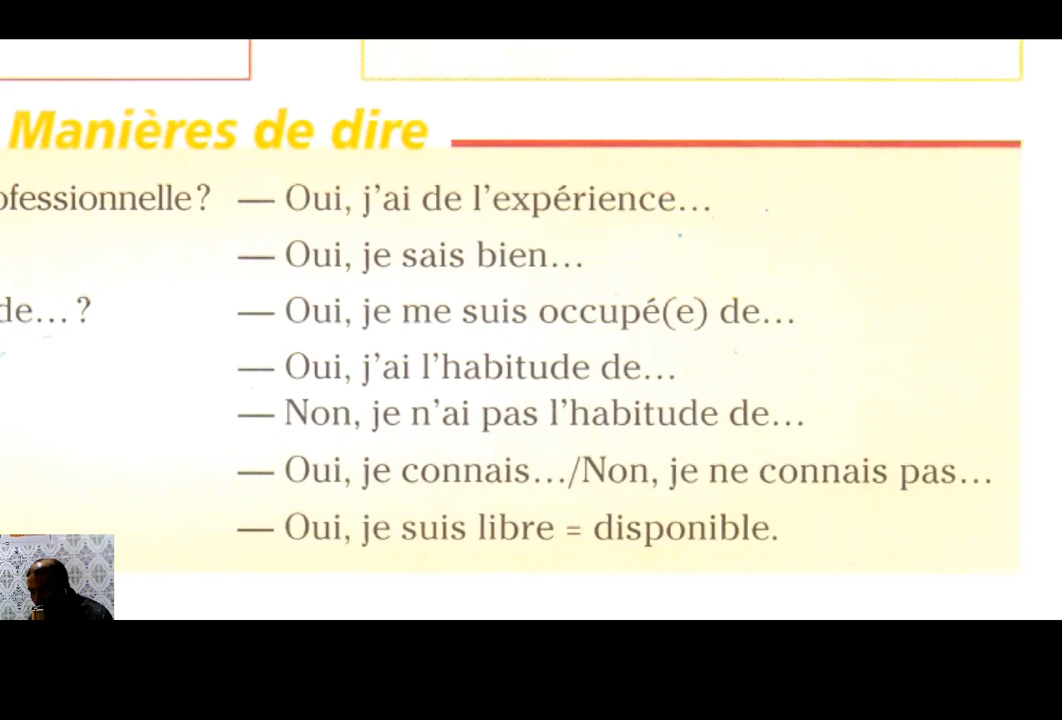 Manières de dire
ofessionnelle? — Oui, j'ai de l'expérience...
— Oui, je sais bien...
de...? — Oui, je me suis occupé(e) de...
— Oui, j'ai l'habitude de...
— Non, je n'ai pas l'habitude de...
— Oui, je connais.../Non, je ne connais pas...
— Oui, je suis libre = disponible.